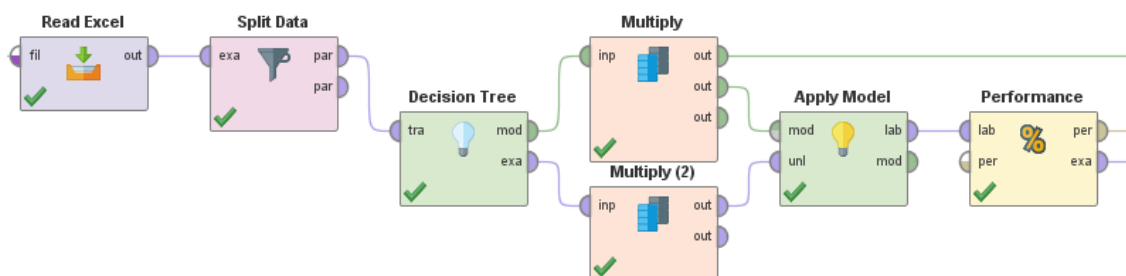 Read Excel
fil
out
Split Data
exa
par
par
Decision Tree
tra
mod
exa
Multiply
inp
out
out
out
Multiply (2)
inp
out
out
Apply Model
mod
lab
unl
mod
Performance
lab
per
per
exa
%